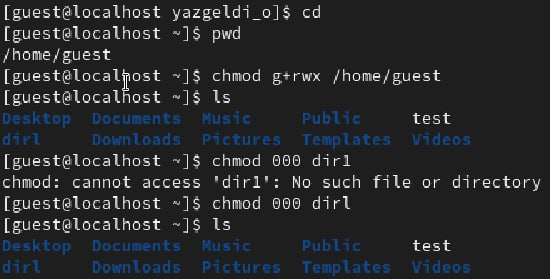 [guest@localhost yazgeldi_o]$ cd
[guest@localhost ~]$ pwd
/home/guest
[guest@localhost ~]$ chmod g+rwx /home/guest
[guest@localhost ~]$ ls
Desktop Documents Music Public test
dirl Downloads Pictures Templates Videos
[guest@localhost ~]$ chmod 000 dir1
chmod: cannot access 'dir1': No such file or directory
[guest@localhost ~]$ chmod 000 dirl
[guest@localhost ~]$ ls
Desktop Documents Music Public test
dirl Downloads Pictures Templates Videos